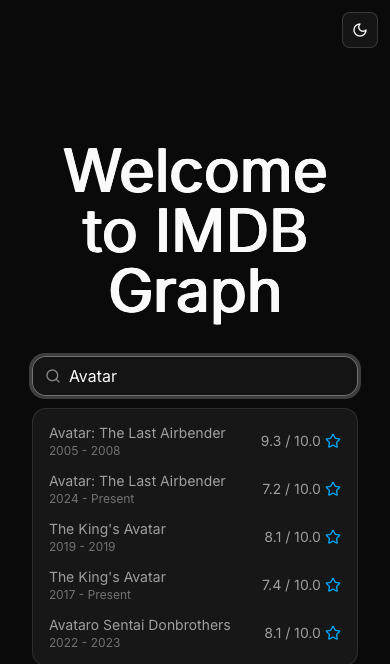 Welcome
to IMDB
Graph
Avatar
Avatar: The Last Airbender
2005 - 2008
9.3 / 10.0
Avatar: The Last Airbender
2024 - Present
7.2 / 10.0
The King's Avatar
2019 - 2019
8.1 / 10.0
The King's Avatar
2017 - Present
7.4 / 10.0
Avataro Sentai Donbrothers
2022 - 2023
8.1 / 10.0